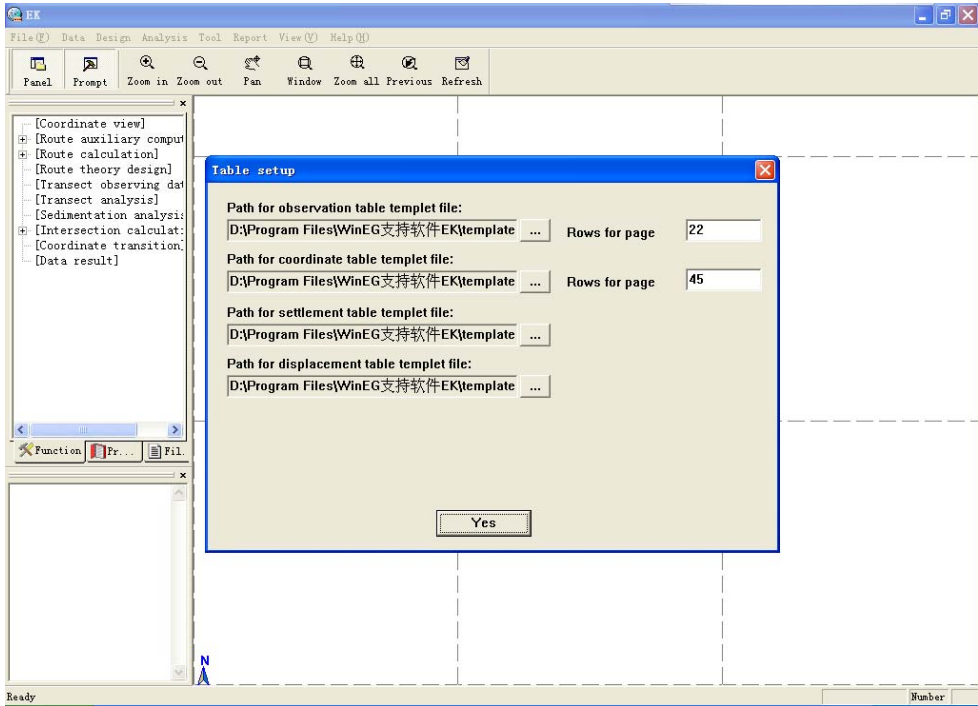 EK
File(F) Data Design Analysis Tool Report View(V) Help(H)
Panel Prompt Zoom in Zoom out Pan Window Zoom all Previous Refresh
[Coordinate view]
[Route auxiliary comput
[Route calculation]
[Route theory design]
[Transect observing dat
[Transect analysis]
[Sedimentation analysis
[Intersection calculat:
[Coordinate transition]
[Data result]
Function Pr... Fil.
Table setup
Path for observation table templet file:
D:\Program Files\WinEG支持软件EK\template ... Rows for page 22
Path for coordinate table templet file:
D:\Program Files\WinEG支持软件EK\template ... Rows for page 45
Path for settlement table templet file:
D:\Program Files\WinEG支持软件EK\template ...
Path for displacement table templet file:
D:\Program Files\WinEG支持软件EK\template ...
Yes
N
Ready Number